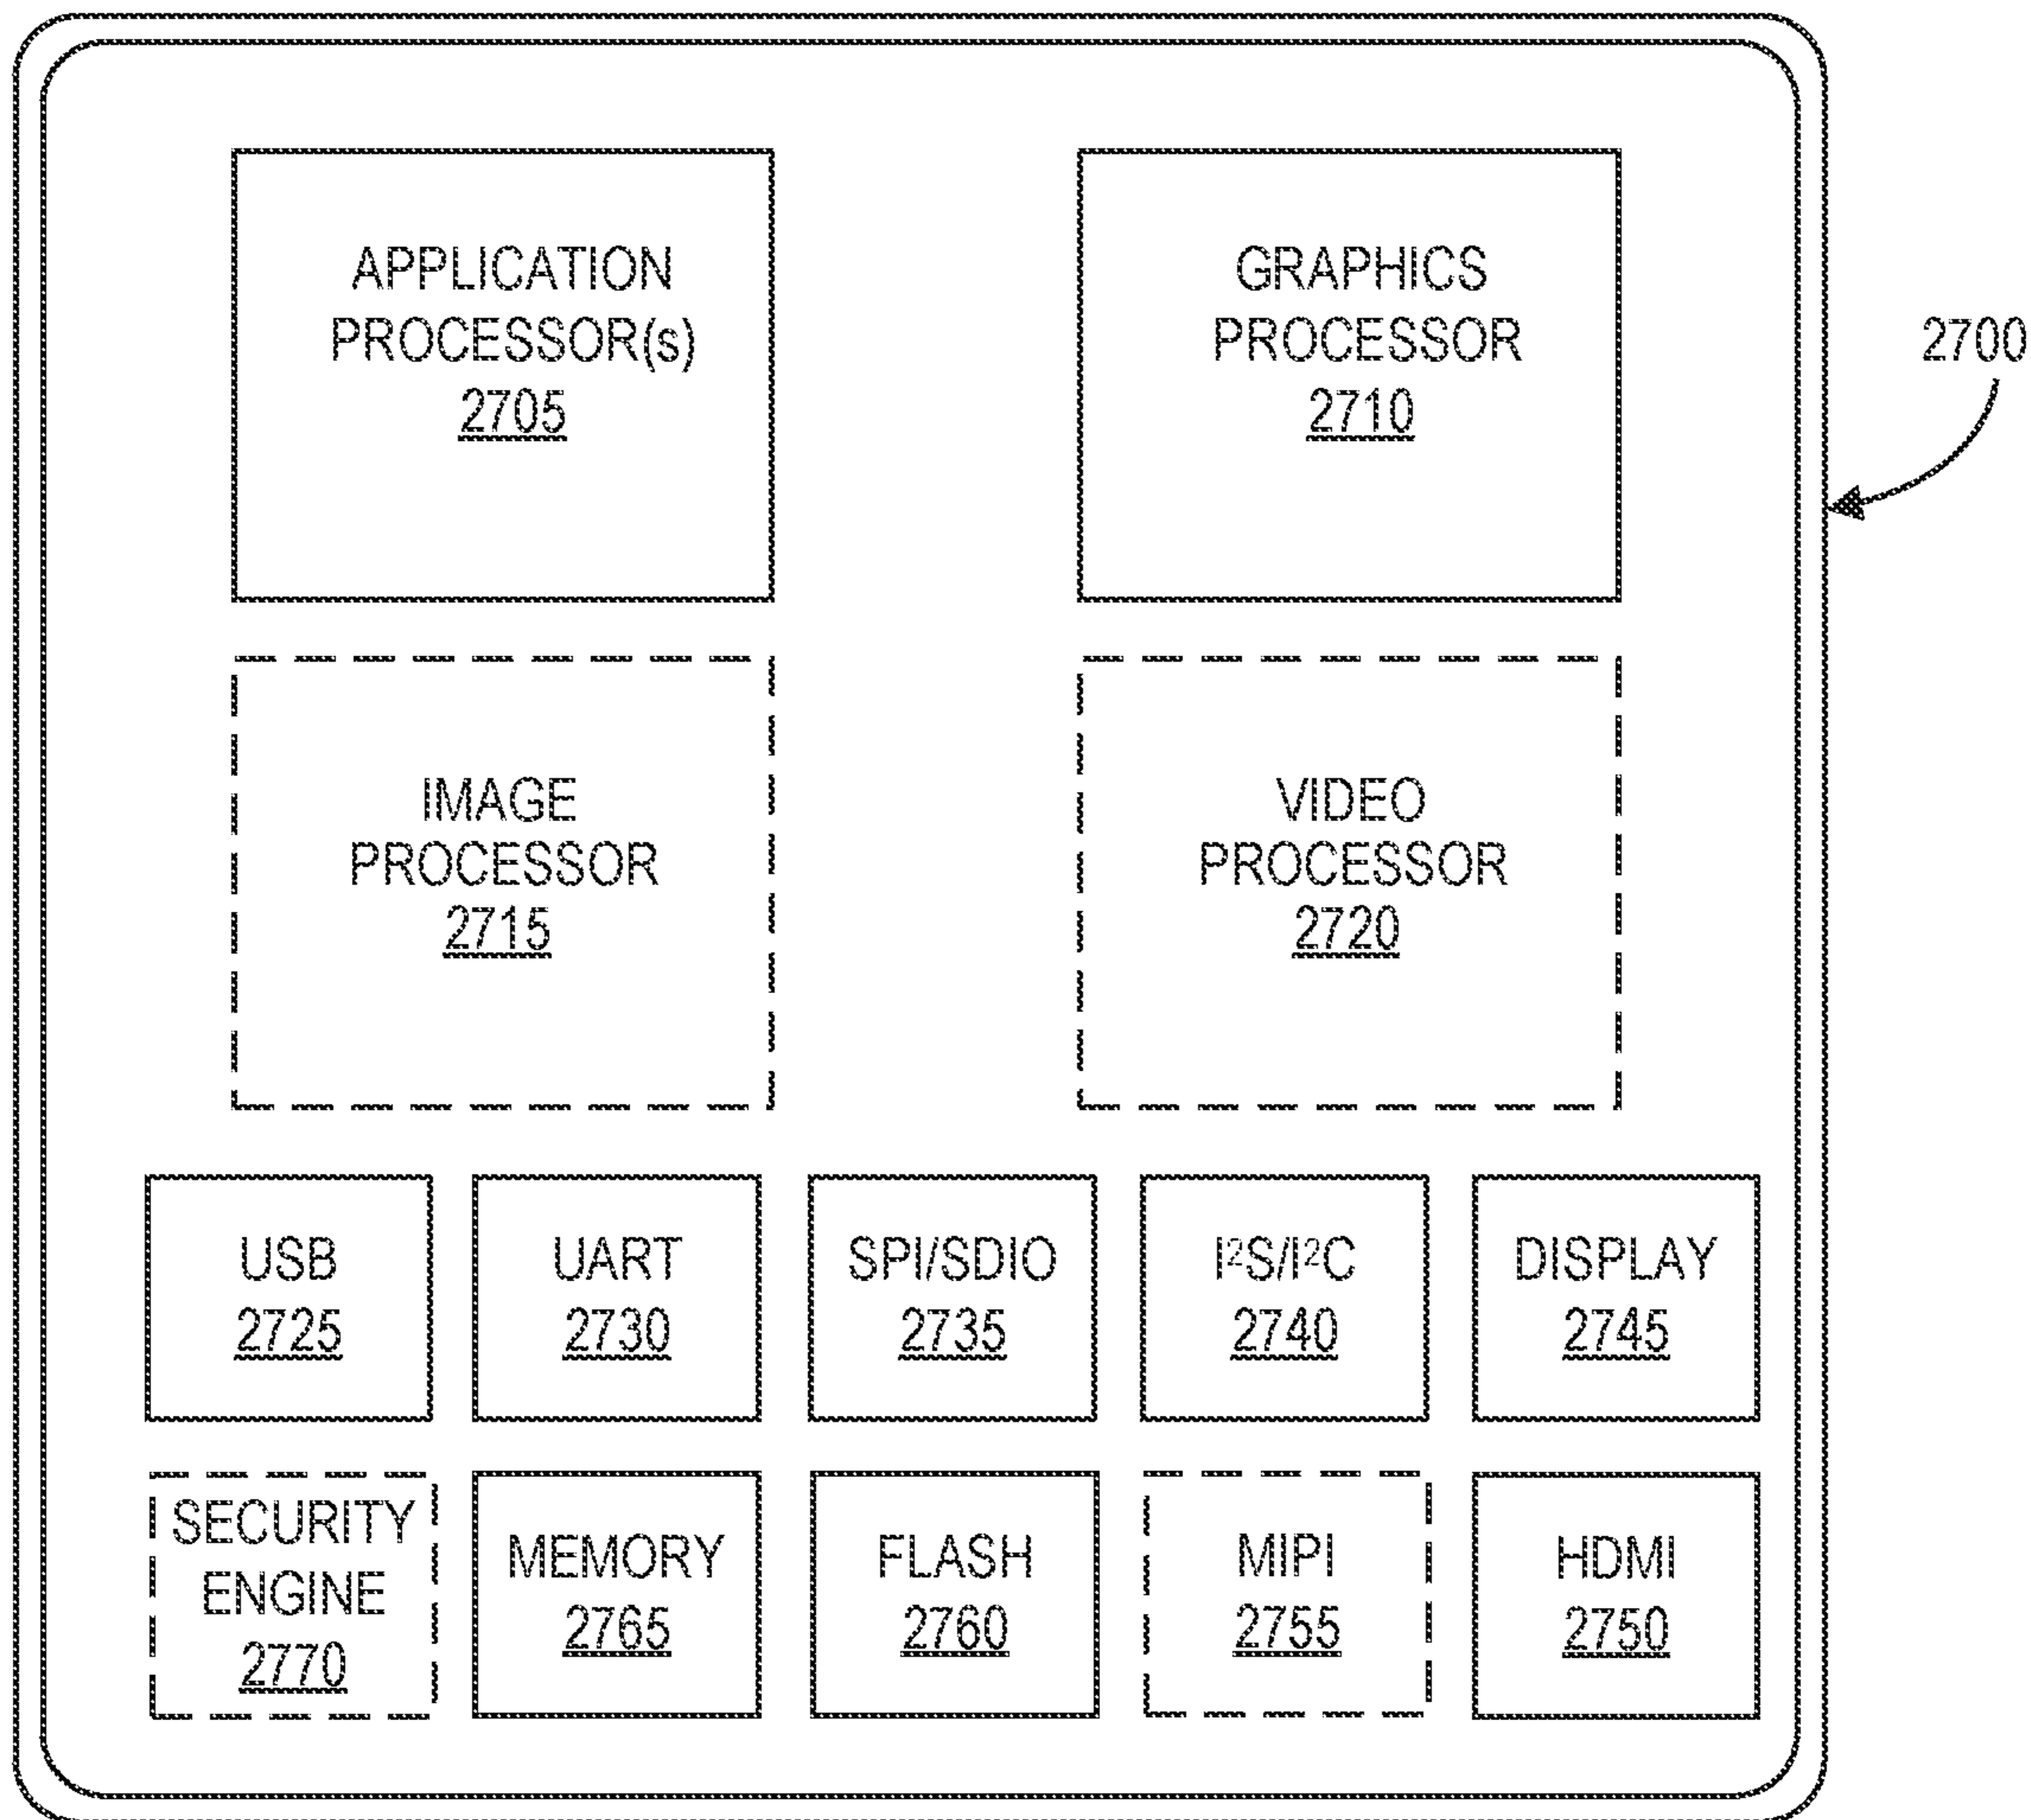 APPLICATION
PROCESSOR(s)
2705
GRAPHICS
PROCESSOR
2710
2700
IMAGE
PROCESSOR
2715
VIDEO
PROCESSOR
2720
USB
2725
UART
2730
SPI/SDIO
2735
I²S/I²C
2740
DISPLAY
2745
SECURITY
ENGINE
2770
MEMORY
2765
FLASH
2760
MIPI
2755
HDMI
2750